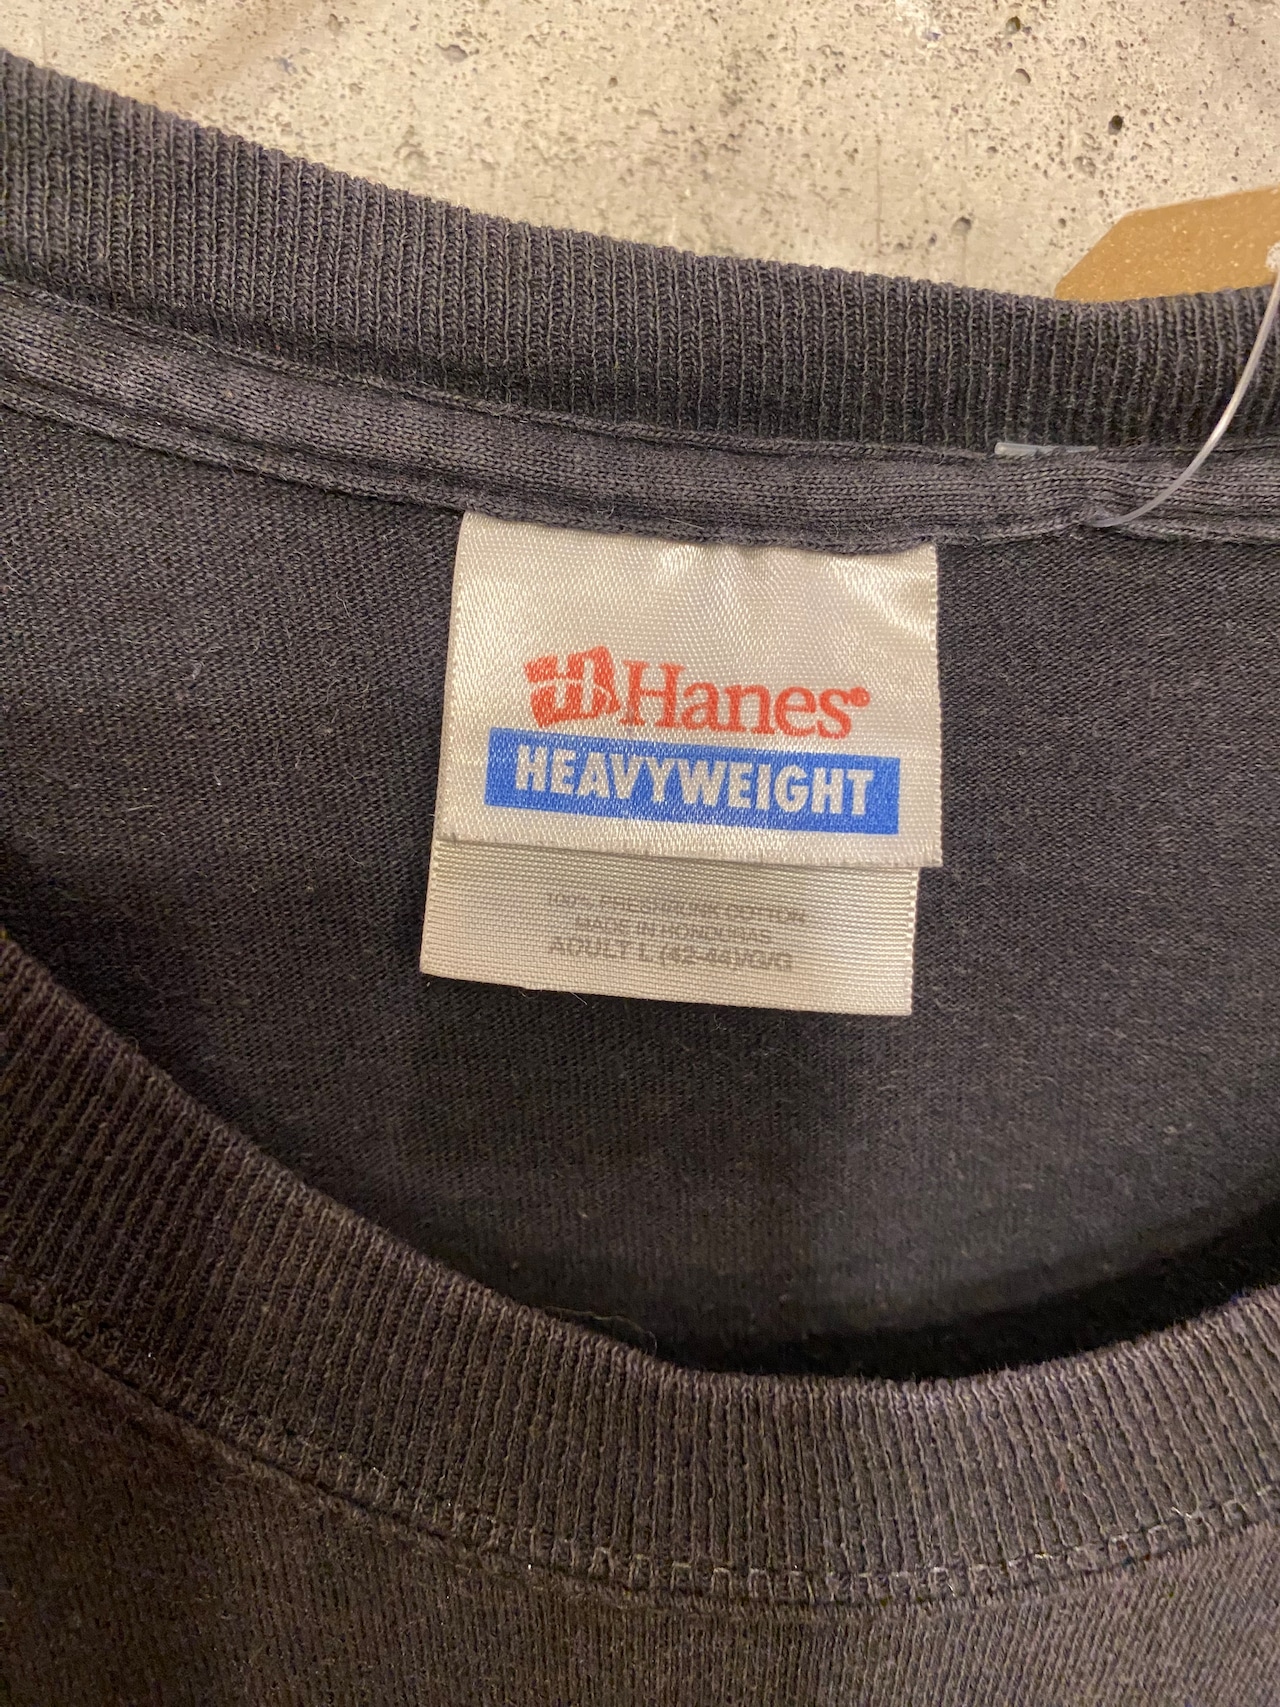 Hanes
HEAVYWEIGHT
100% PRESHRUNK COTTON
MADE IN HONDURAS
ADULT L (42-44)/G/G